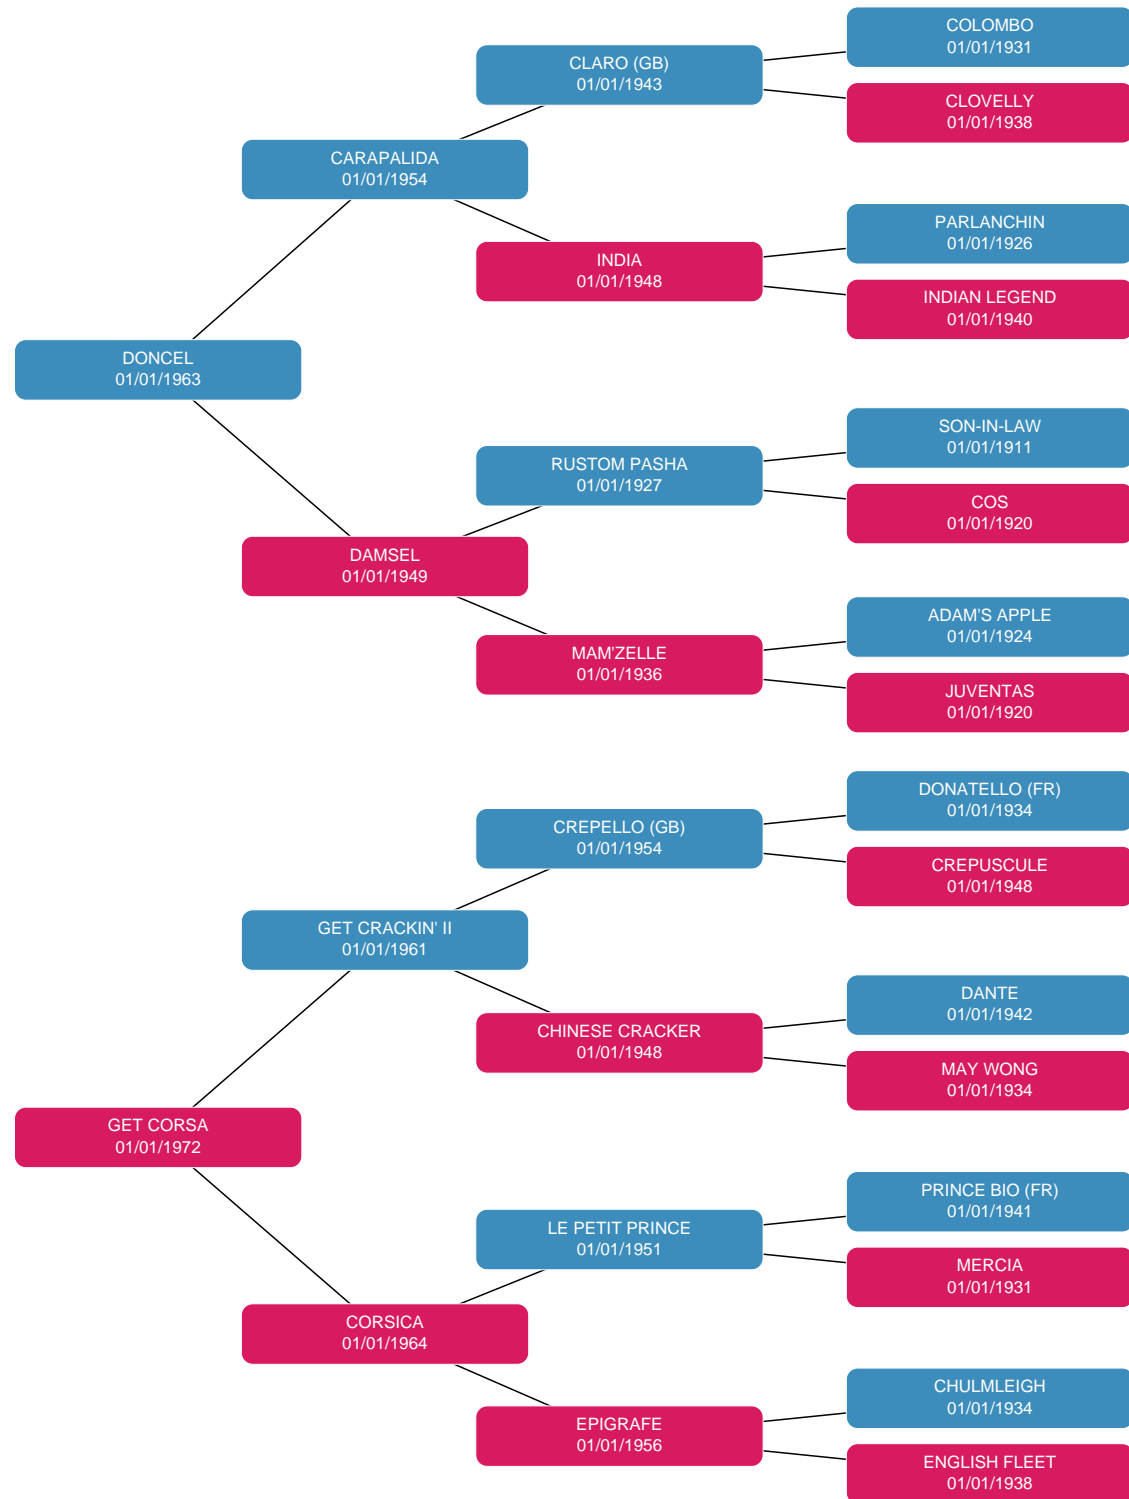 COLOMBO
01/01/1931
CLARO (GB)
01/01/1943
CLOVELLY
01/01/1938
CARAPALIDA
01/01/1954
PARLANCHIN
01/01/1926
INDIA
01/01/1948
INDIAN LEGEND
01/01/1940
DONCEL
01/01/1963
SON-IN-LAW
01/01/1911
RUSTOM PASHA
01/01/1927
COS
01/01/1920
DAMSEL
01/01/1949
ADAM'S APPLE
01/01/1924
MAM'ZELLE
01/01/1936
JUVENTAS
01/01/1920
DONATELLO (FR)
01/01/1934
CREPELLO (GB)
01/01/1954
CREPUSCULE
01/01/1948
GET CRACKIN' II
01/01/1961
DANTE
01/01/1942
CHINESE CRACKER
01/01/1948
MAY WONG
01/01/1934
GET CORSA
01/01/1972
PRINCE BIO (FR)
01/01/1941
LE PETIT PRINCE
01/01/1951
MERCIA
01/01/1931
CORSICA
01/01/1964
CHULMLEIGH
01/01/1934
EPIGRAFE
01/01/1956
ENGLISH FLEET
01/01/1938